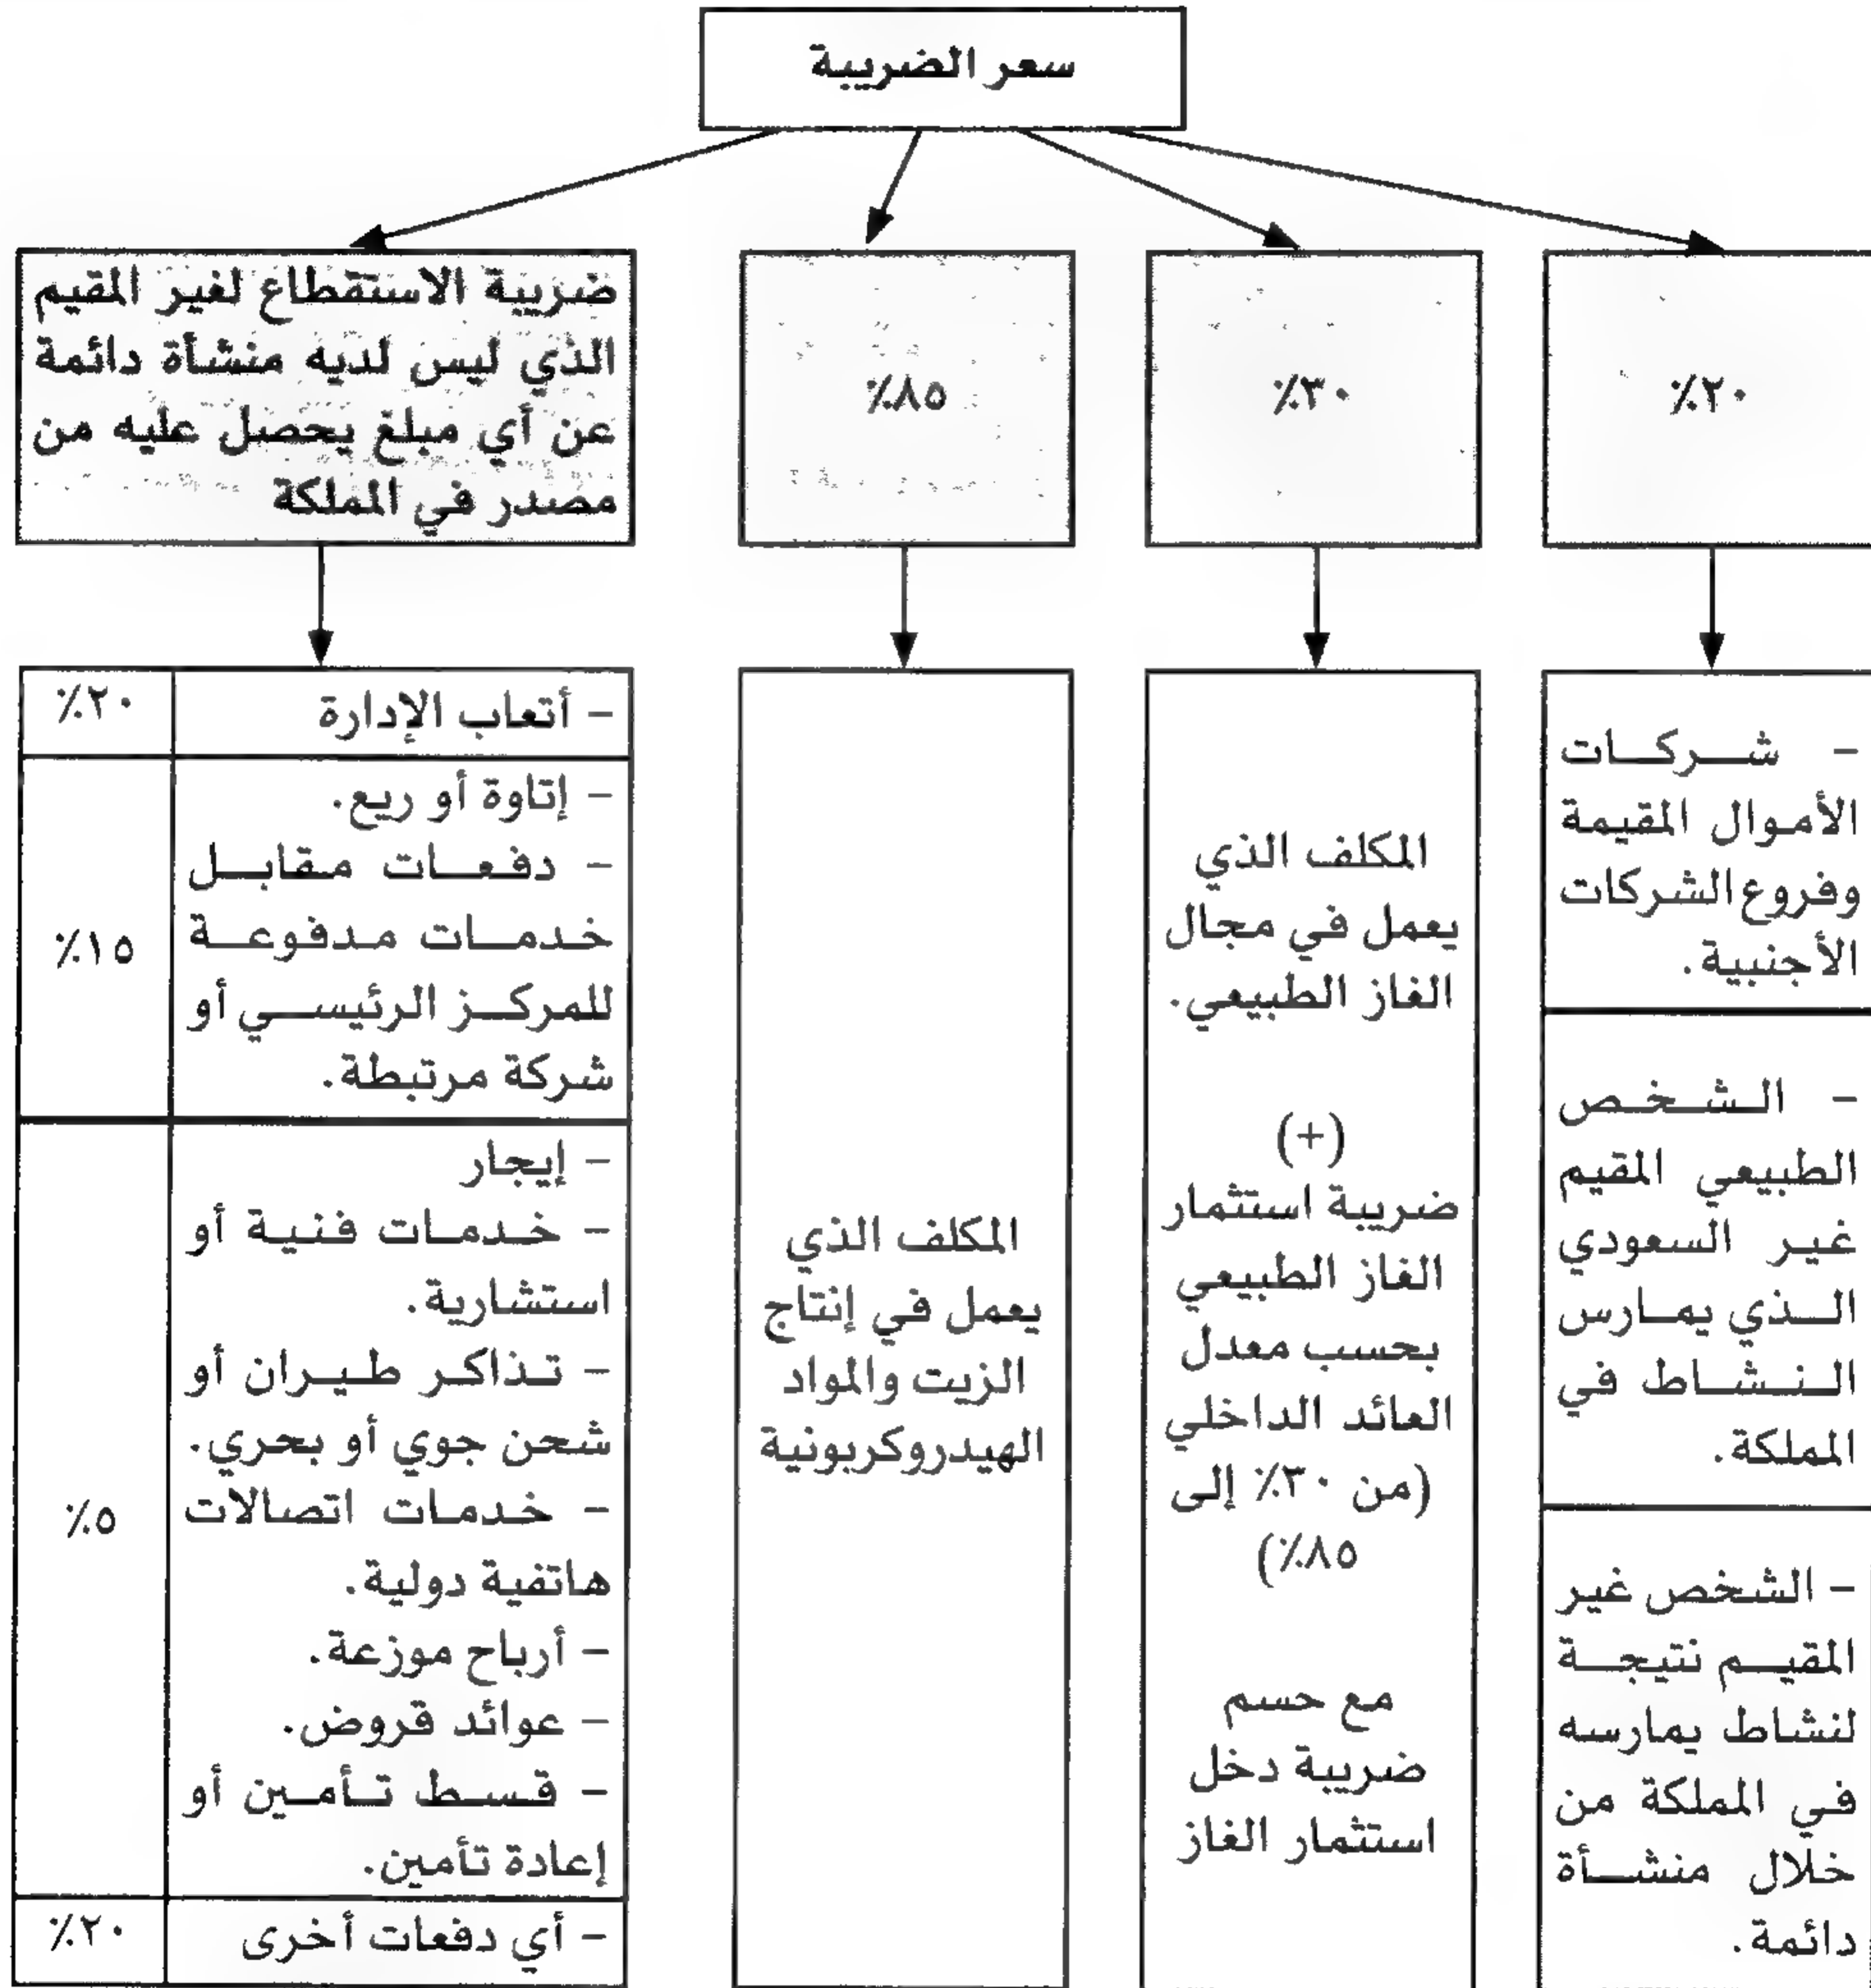 سعر الضريبة
٢٠٪
٣٠٪
٨٥٪
ضريبة الاستقطاع لغير المقيم
الذي ليس لديه منشأة دائمة
عن أي مبلغ يحصل عليه من
مصدر في المملكة
– شركات
الأموال المقيمة
وفروع الشركات
الأجنبية.
– الشخص
الطبيعي المقيم
غير السعودي
الذي يمارس
النشاط في
المملكة.
– الشخص غير
المقيم نتيجة
لنشاط يمارسه
في المملكة من
خلال منشأة
دائمة.
المكلف الذي
يعمل في مجال
الغاز الطبيعي.
(+)
ضريبة استثمار
الغاز الطبيعي
بحسب معدل
العائد الداخلي
(من ٣٠٪ إلى
٨٥٪)
مع حسم
ضريبة دخل
استثمار الغاز
المكلف الذي
يعمل في إنتاج
الزيت والمواد
الهيدروكربونية
– أتعاب الإدارة
٢٠٪
– إتاوة أو ريع.
– دفعات مقابل
خدمات مدفوعة
للمركز الرئيسي أو
شركة مرتبطة.
١٥٪
– إيجار
– خدمات فنية أو
استشارية.
– تذاكر طيران أو
شحن جوي أو بحري.
– خدمات اتصالات
هاتفية دولية.
– أرباح موزعة.
– عوائد قروض.
– قسط تأمين أو
إعادة تأمين.
٥٪
– أي دفعات أخرى
٢٠٪